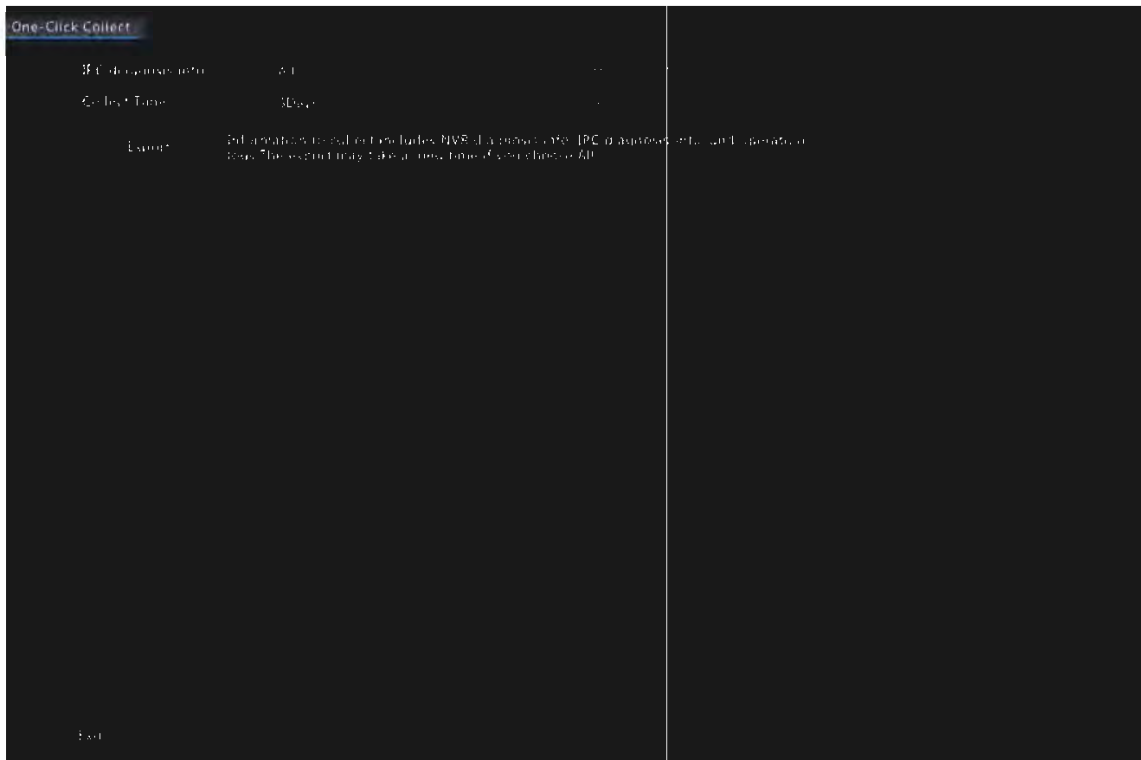 One-Click Collect
IPC diagnosis info All
Collect Time
Export Information to collect includes NVR diagnosis info, IPC diagnosis info, and operation
logs. The export may take a long time if you choose All.
Exit